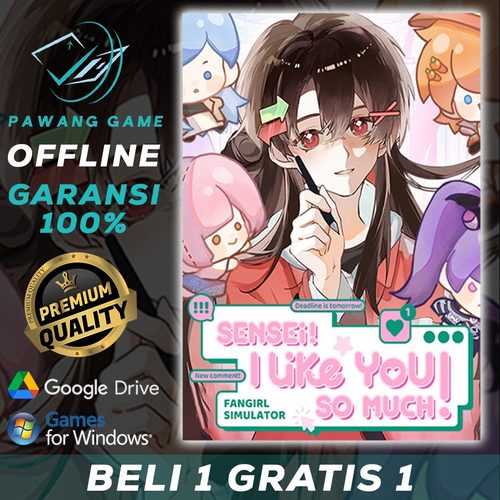 PAWANG GAME
OFFLINE
GARANSI
100%
PREMIUM
QUALITY
Google Drive
Games
for Windows®
!!!
Deadline is tomorrow!
1
SENSEI!
New comment!
I LIKE YOU
SO MUCH!
FANGIRL
SIMULATOR
BELI 1 GRATIS 1